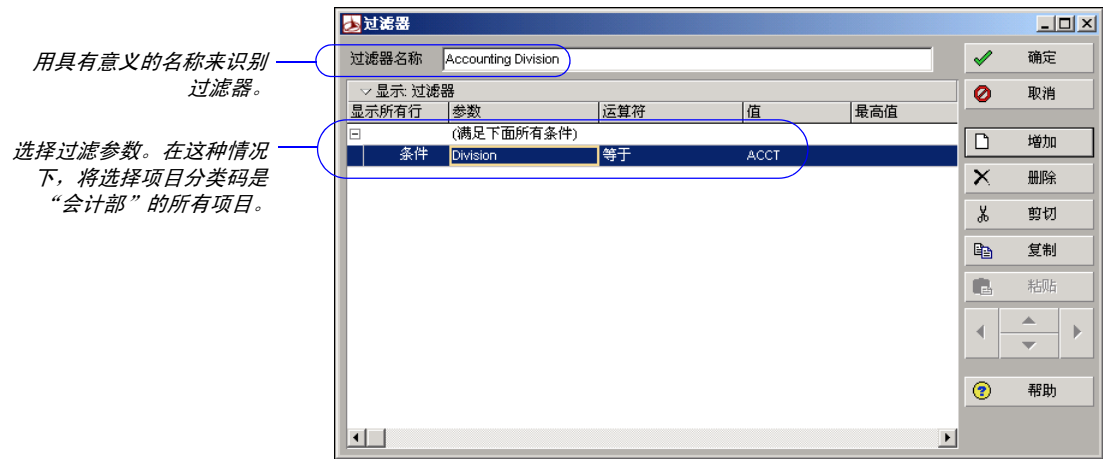 过滤器
用具有意义的名称来识别
过滤器。
过滤器名称 Accounting Division
显示: 过滤器
显示所有行 参数 运算符 值 最高值
(满足下面所有条件)
条件 Division 等于 ACCT
选择过滤参数。在这种情况
下，将选择项目分类码是
“会计部”的所有项目。
确定
取消
增加
删除
剪切
复制
粘贴
帮助